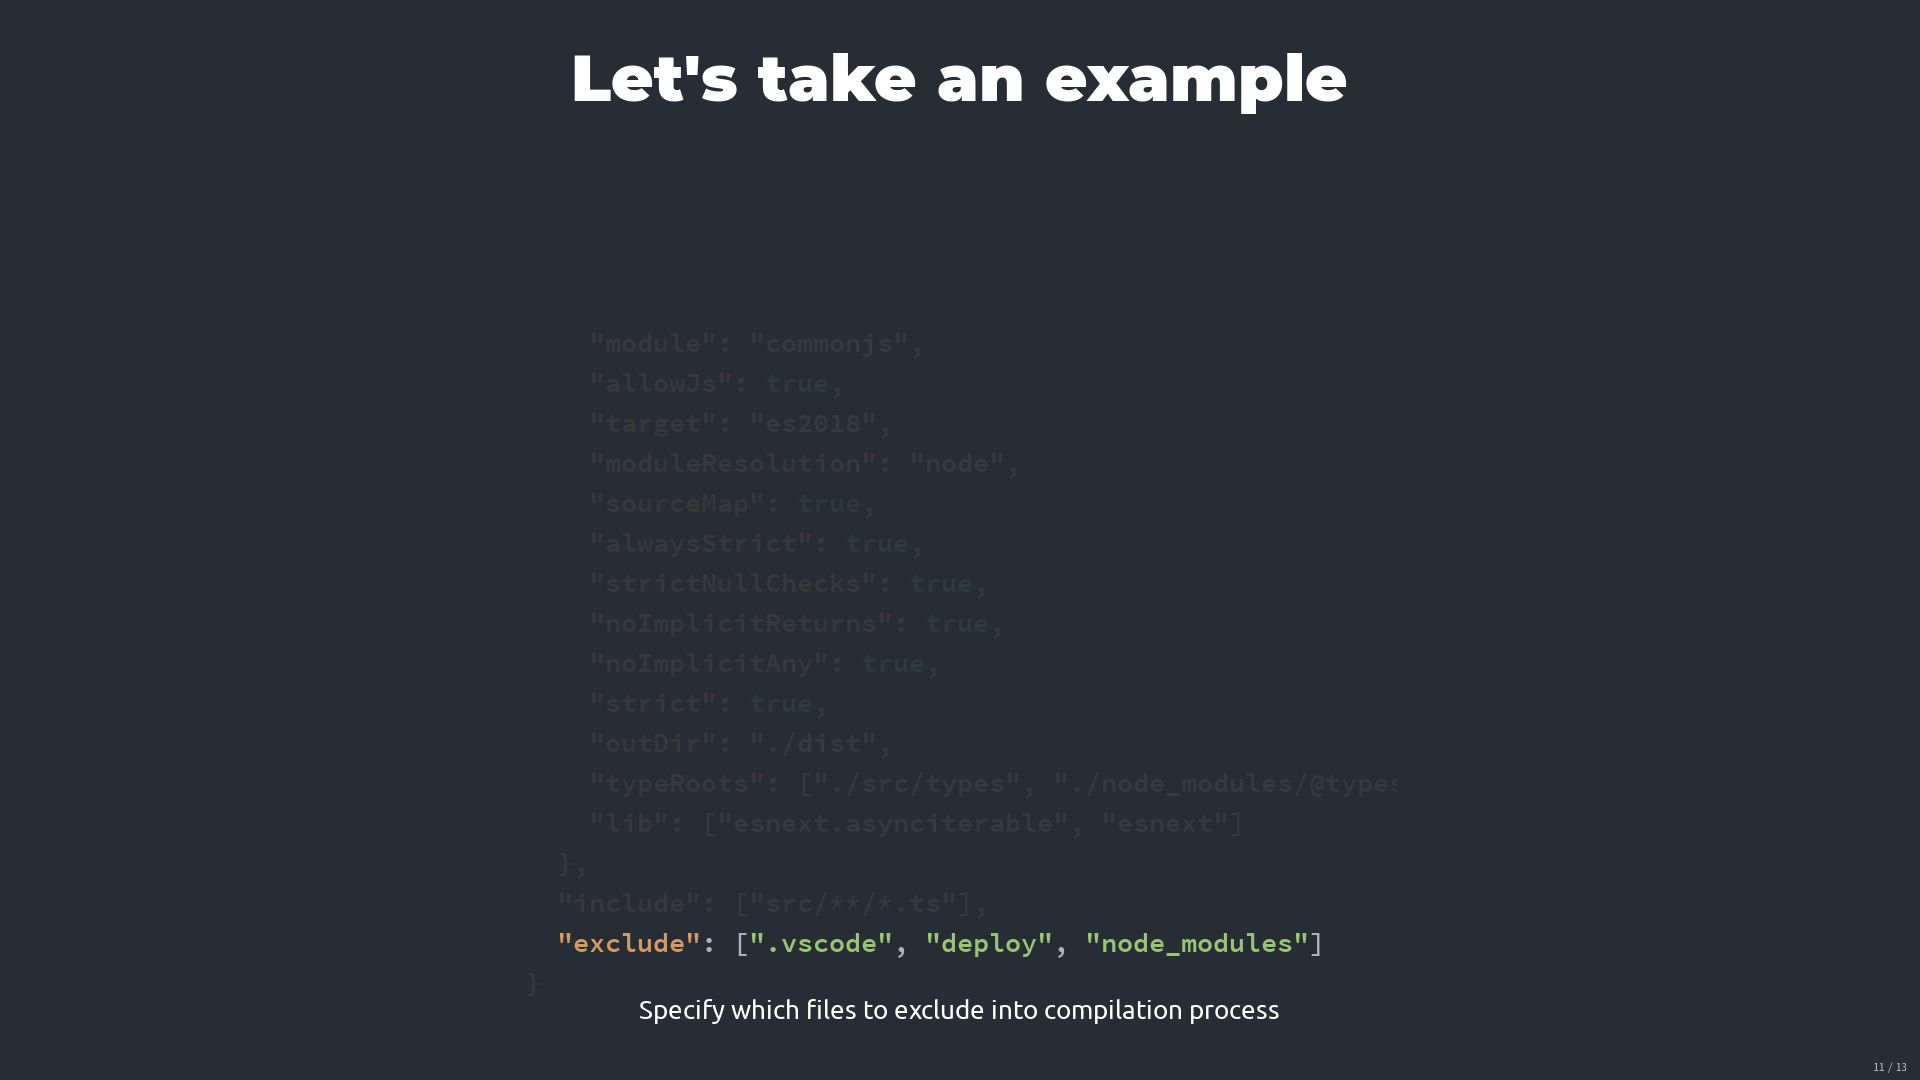 Let's take an example
"module": "commonjs",
"allowJs": true,
"target": "es2018",
"moduleResolution": "node",
"sourceMap": true,
"alwaysStrict": true,
"strictNullChecks": true,
"noImplicitReturns": true,
"noImplicitAny": true,
"strict": true,
"outDir": "./dist",
"typeRoots": ["./src/types", "./node_modules/@types
"lib": ["esnext.asynciterable", "esnext"]
},
"include": ["src/**/*.ts"],
"exclude": [".vscode", "deploy", "node_modules"]
}
Specify which files to exclude into compilation process
11 / 13